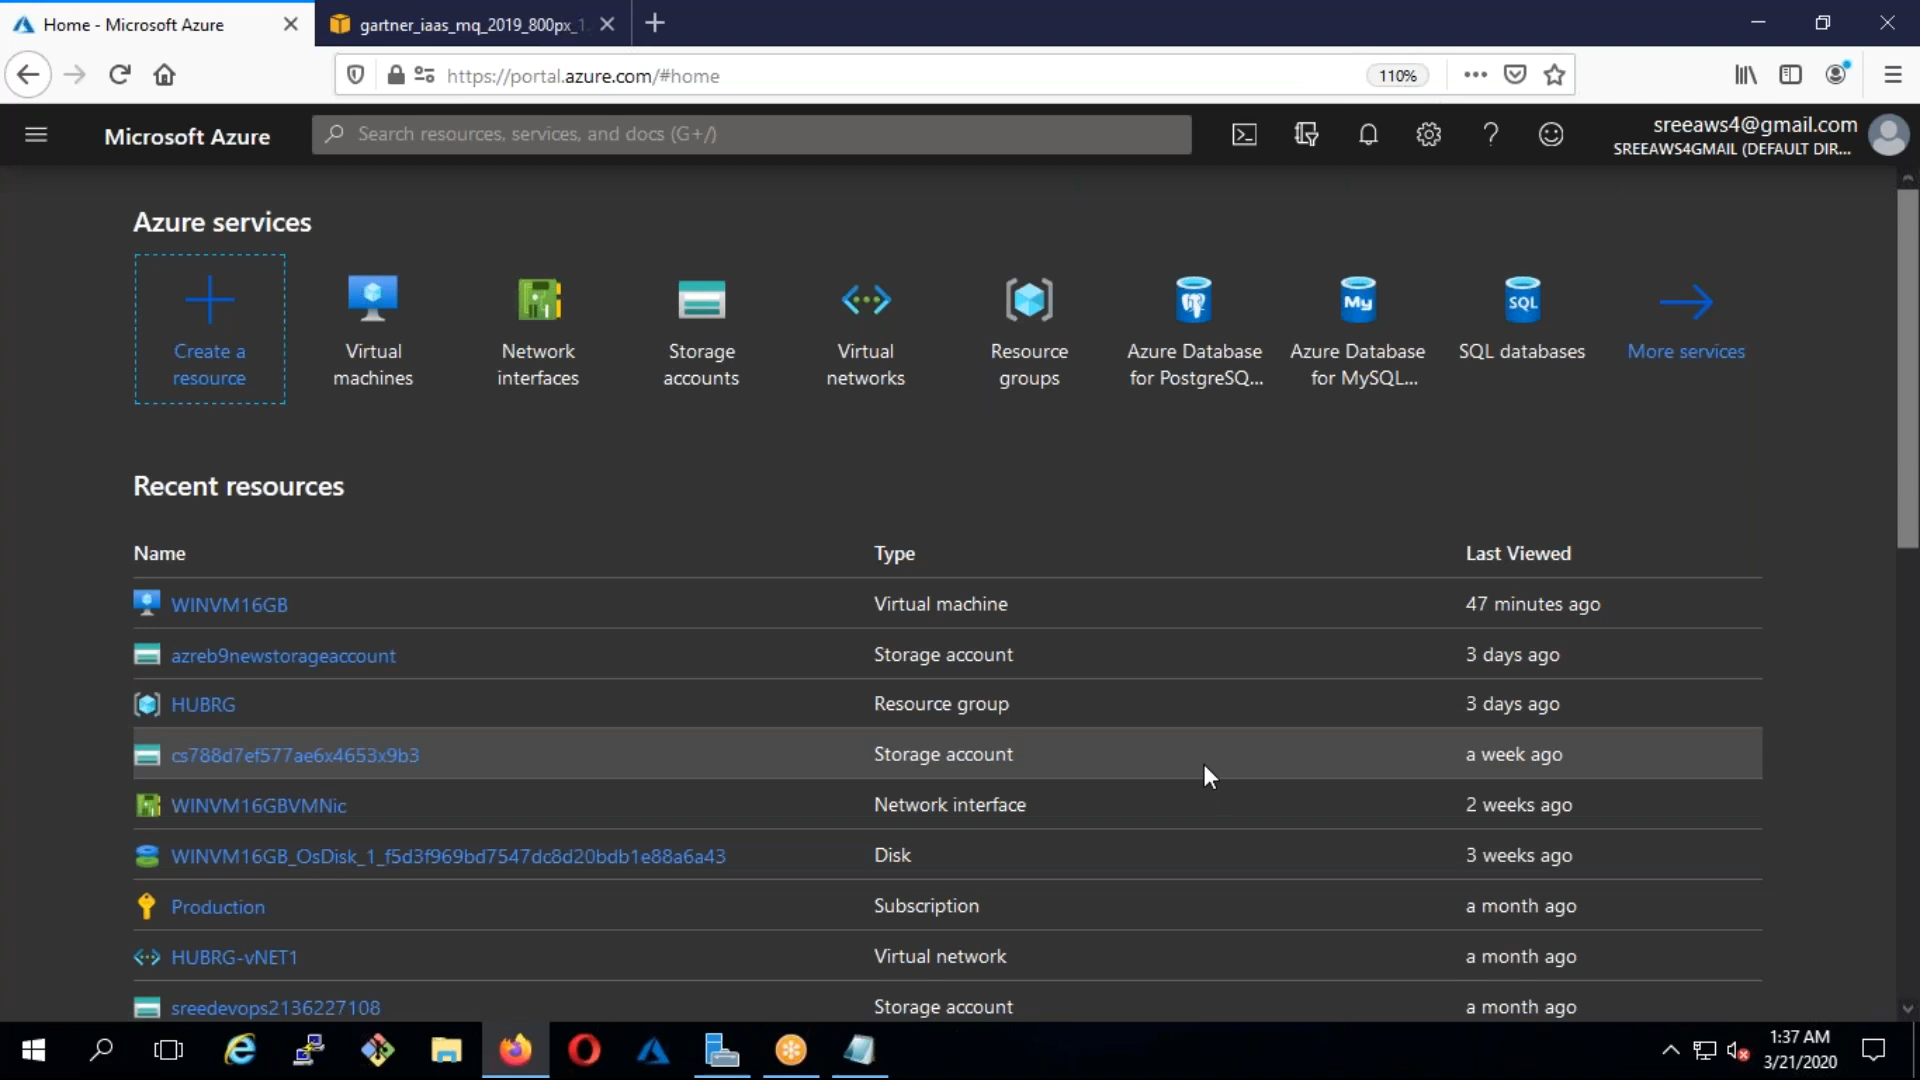 Home - Microsoft Azure
gartner_iaas_mq_2019_800px_1.
https://portal.azure.com/#home
110%
Microsoft Azure
Search resources, services, and docs (G+/)
sreeaws4@gmail.com
SREEAWS4GMAIL (DEFAULT DIR...
Azure services
Create a
resource
Virtual
machines
Network
interfaces
Storage
accounts
Virtual
networks
Resource
groups
Azure Database
for PostgreSQ...
Azure Database
for MySQL...
SQL databases
More services
My
SQL
Recent resources
Name Type Last Viewed
WINVM16GB Virtual machine 47 minutes ago
azreb9newstorageaccount Storage account 3 days ago
HUBRG Resource group 3 days ago
cs788d7ef577ae6x4653x9b3 Storage account a week ago
WINVM16GBVMNic Network interface 2 weeks ago
WINVM16GB_OsDisk_1_f5d3f969bd7547dc8d20bdb1e88a6a43 Disk 3 weeks ago
Production Subscription a month ago
HUBRG-vNET1 Virtual network a month ago
sreedevops2136227108 Storage account a month ago
1:37 AM
3/21/2020